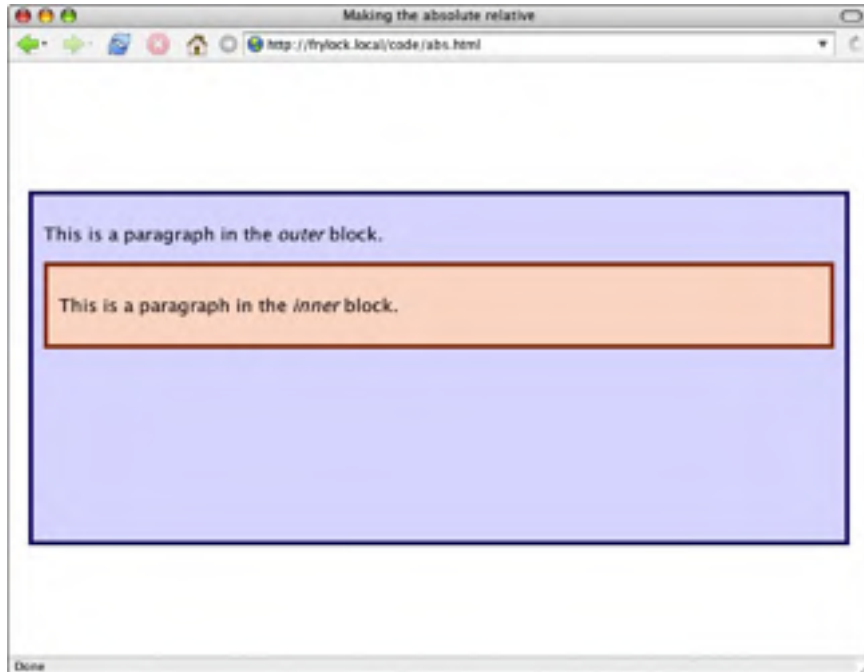 Making the absolute relative
http://frylock.local/code/abs.html
This is a paragraph in the outer block.
This is a paragraph in the inner block.
Done